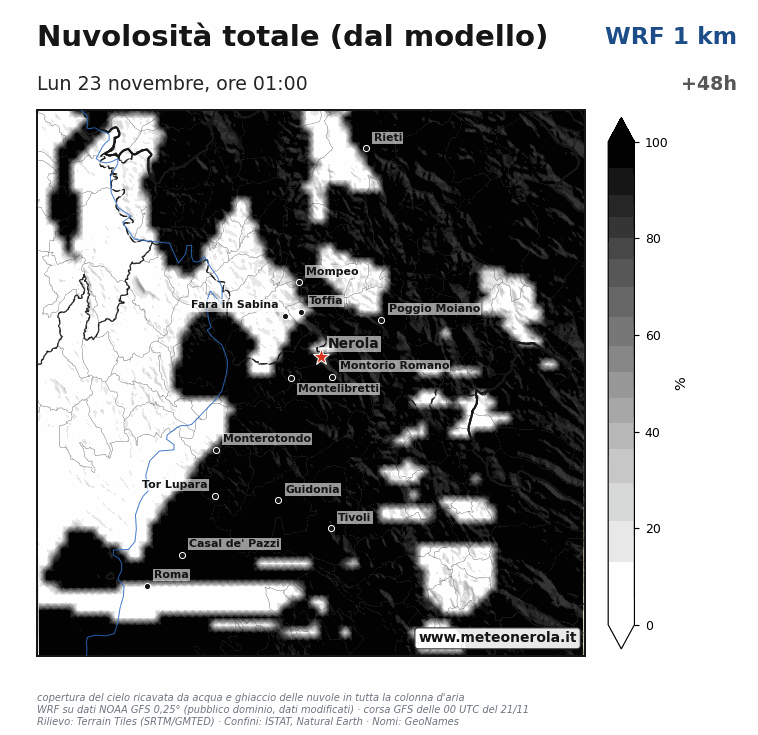 Nuvolosità totale (dal modello)
WRF 1 km
Lun 23 novembre, ore 01:00
+48h
Rieti
Mompeo
Toffia
Fara in Sabina
Poggio Moiano
Nerola
Montorio Romano
Montelibretti
Monterotondo
Tor Lupara
Guidonia
Tivoli
Casal de' Pazzi
Roma
www.meteonerola.it
100
80
60
40
20
0
%
copertura del cielo ricavata da acqua e ghiaccio delle nuvole in tutta la colonna d'aria
WRF su dati NOAA GFS 0,25° (pubblico dominio, dati modificati) · corsa GFS delle 00 UTC del 21/11
Rilievo: Terrain Tiles (SRTM/GMTED) · Confini: ISTAT, Natural Earth · Nomi: GeoNames